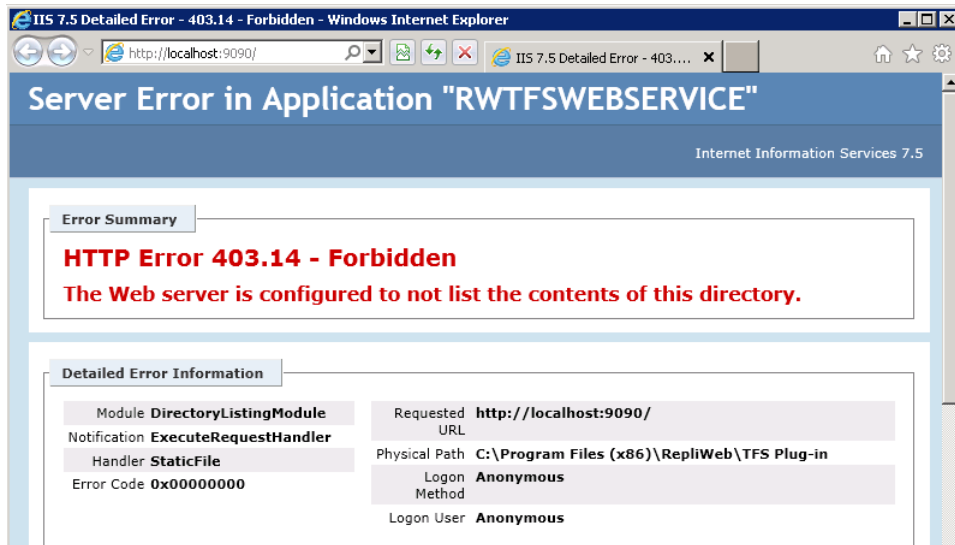 IIS 7.5 Detailed Error - 403.14 - Forbidden - Windows Internet Explorer
http://localhost:9090/
IIS 7.5 Detailed Error - 403....
Server Error in Application "RWTFSWEBSERVICE"
Internet Information Services 7.5
Error Summary
HTTP Error 403.14 - Forbidden
The Web server is configured to not list the contents of this directory.
Detailed Error Information
Module DirectoryListingModule
Notification ExecuteRequestHandler
Handler StaticFile
Error Code 0x00000000
Requested URL http://localhost:9090/
Physical Path C:\Program Files (x86)\RepliWeb\TFS Plug-in
Logon Method Anonymous
Logon User Anonymous